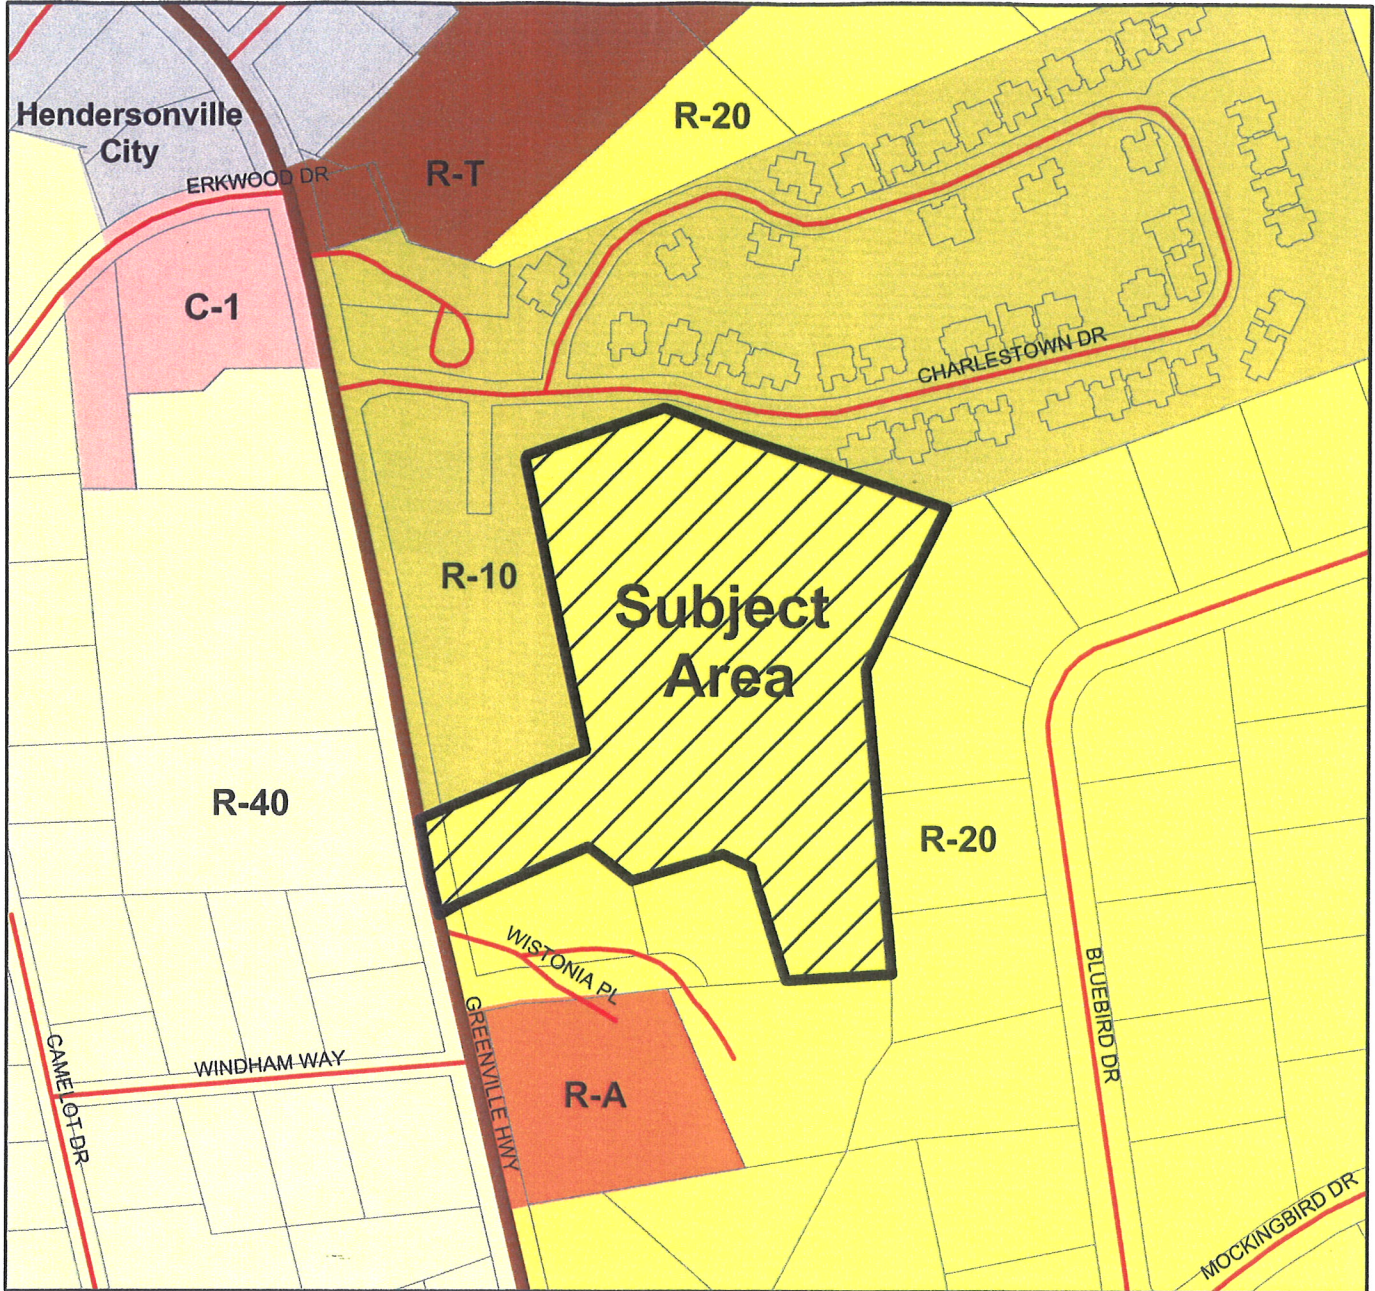 Hendersonville
City
R-20
R-T
ERKWOOD DR
C-1
CHARLESTOWN DR
R-10
Subject
Area
R-40
R-20
WISTONIA PL
BLUEBIRD DR
GREENVILLE HWY
CAMELOT DR
WINDHAM WAY
R-A
MOCKINGBIRD DR